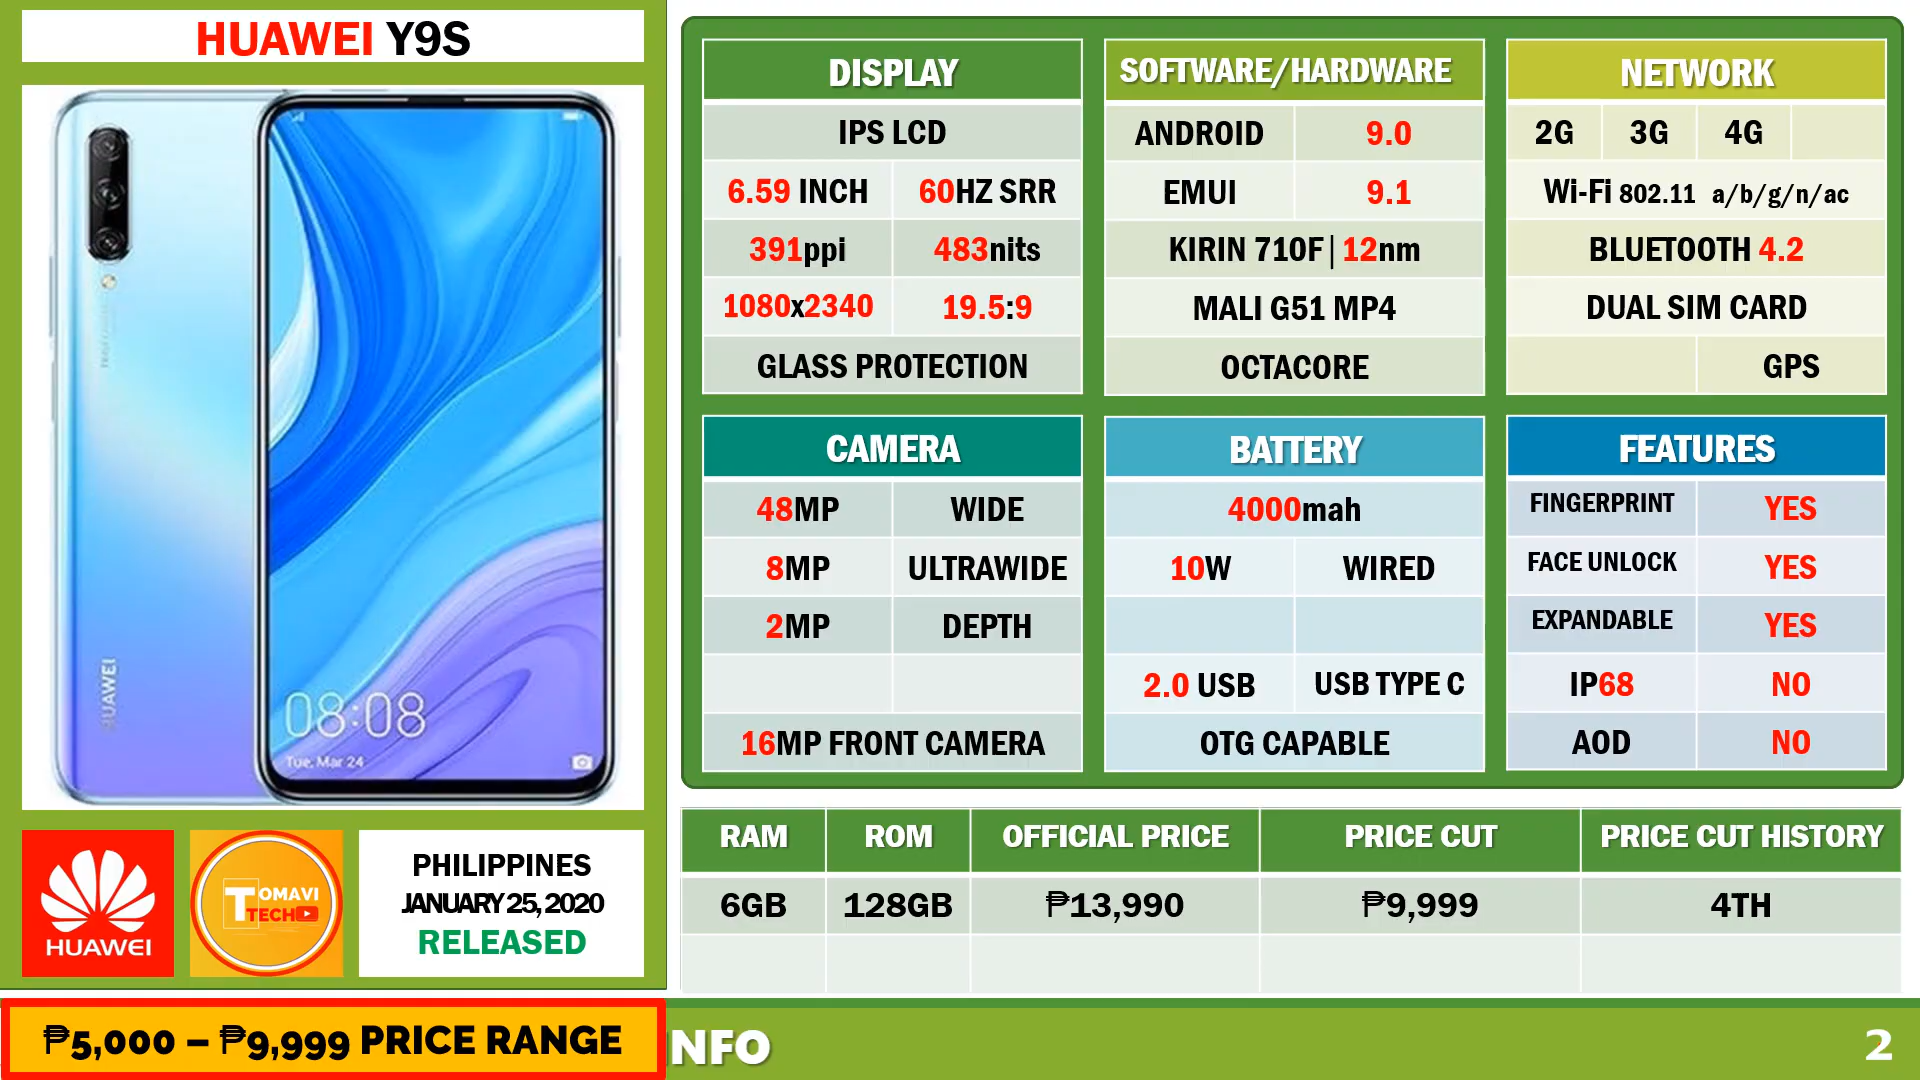 HUAWEI Y9S
08:08
Tue, Mar 24
HUAWEI
HUAWEI
TOMAVI
TECH
PHILIPPINES
JANUARY 25, 2020
RELEASED
₱5,000 – ₱9,999 PRICE RANGE
DISPLAY
IPS LCD
6.59 INCH 60HZ SRR
391ppi 483nits
1080x2340 19.5:9
GLASS PROTECTION
SOFTWARE/HARDWARE
ANDROID 9.0
EMUI 9.1
KIRIN 710F | 12nm
MALI G51 MP4
OCTACORE
NETWORK
2G 3G 4G
Wi-Fi 802.11 a/b/g/n/ac
BLUETOOTH 4.2
DUAL SIM CARD
GPS
CAMERA
48MP WIDE
8MP ULTRAWIDE
2MP DEPTH
16MP FRONT CAMERA
BATTERY
4000mah
10W WIRED
2.0 USB USB TYPE C
OTG CAPABLE
FEATURES
FINGERPRINT YES
FACE UNLOCK YES
EXPANDABLE YES
IP68 NO
AOD NO
RAM ROM OFFICIAL PRICE PRICE CUT PRICE CUT HISTORY
6GB 128GB ₱13,990 ₱9,999 4TH
NFO
2